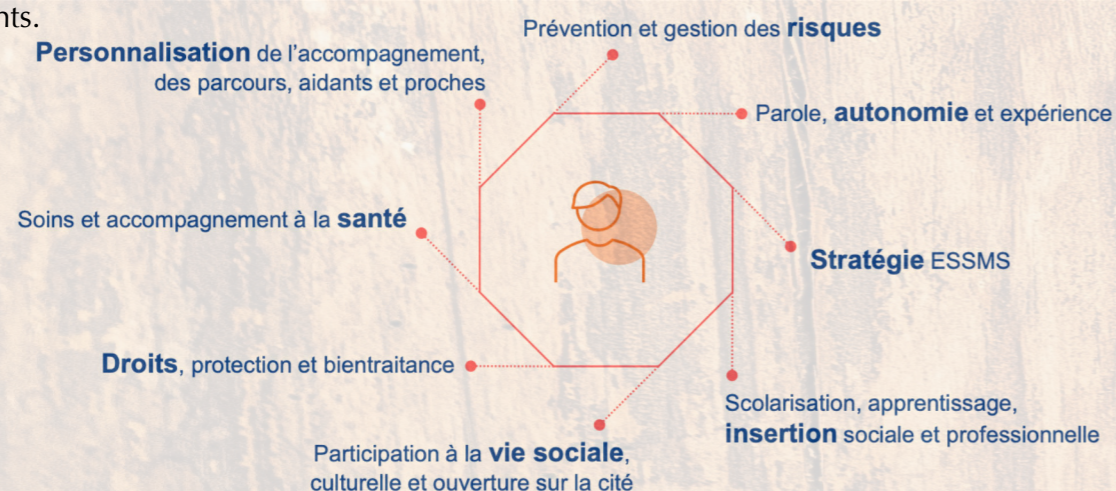 nts.
Prévention et gestion des risques
Personnalisation de l'accompagnement,
des parcours, aidants et proches
Parole, autonomie et expérience
Soins et accompagnement à la santé
Stratégie ESSMS
Droits, protection et bientraitance
Scolarisation, apprentissage,
insertion sociale et professionnelle
Participation à la vie sociale,
culturelle et ouverture sur la cité